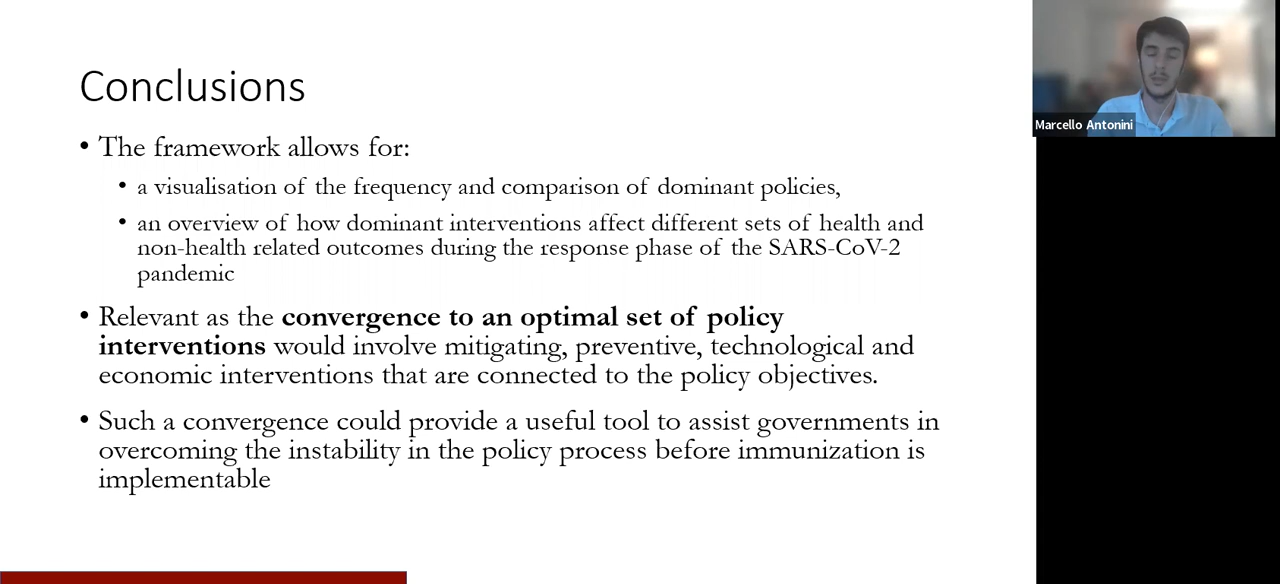 Conclusions
• The framework allows for:
• a visualisation of the frequency and comparison of dominant policies,
• an overview of how dominant interventions affect different sets of health and
non-health related outcomes during the response phase of the SARS-CoV-2
pandemic
• Relevant as the convergence to an optimal set of policy
interventions would involve mitigating, preventive, technological and
economic interventions that are connected to the policy objectives.
• Such a convergence could provide a useful tool to assist governments in
overcoming the instability in the policy process before immunization is
implementable
Marcello Antonini